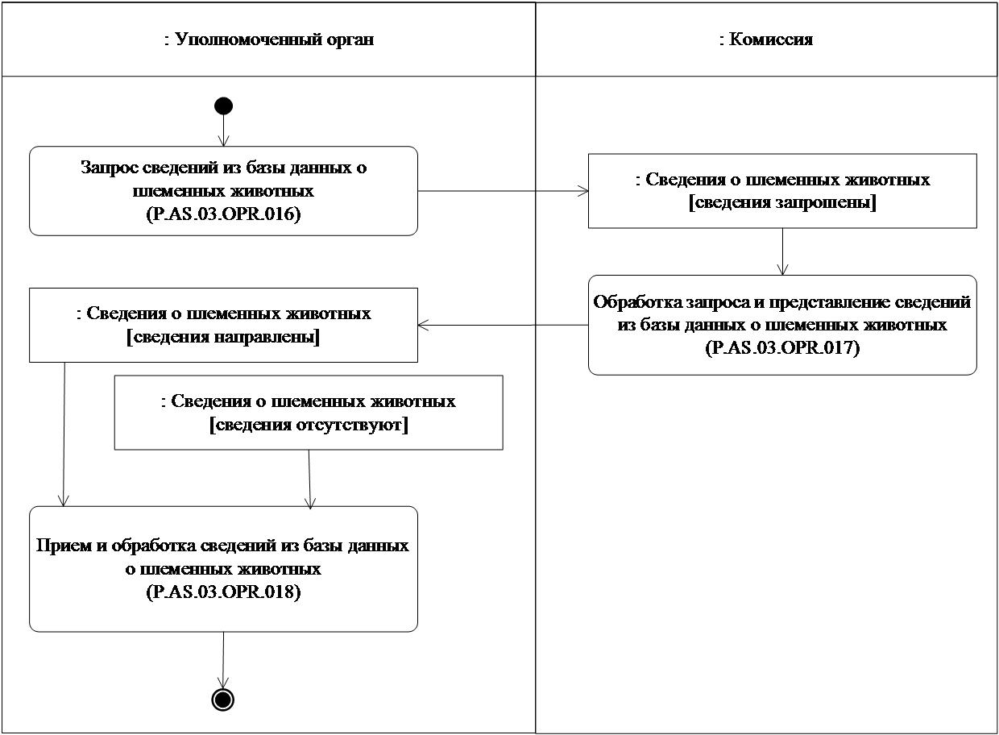 : Уполномоченный орган
: Комиссия
Запрос сведений из базы данных о
племенных животных
(P.AS.03.OPR.016)
: Сведения о племенных животных
[сведения запрошены]
Обработка запроса и представление сведений
из базы данных о племенных животных
(P.AS.03.OPR.017)
: Сведения о племенных животных
[сведения направлены]
: Сведения о племенных животных
[сведения отсутствуют]
Прием и обработка сведений из базы данных
о племенных животных
(P.AS.03.OPR.018)